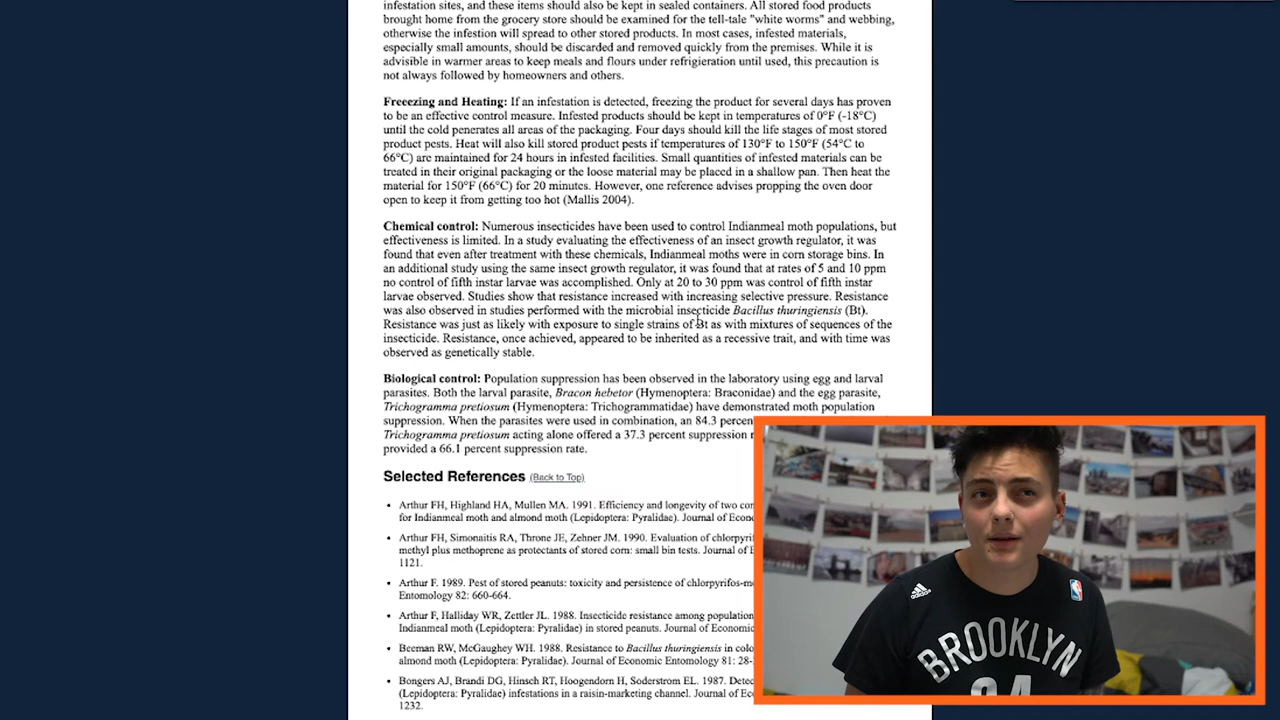 infestation sites, and these items should also be kept in sealed containers. All stored food products
brought home from the grocery store should be examined for the tell-tale "white worms" and webbing,
otherwise the infestion will spread to other stored products. In most cases, infested materials,
especially small amounts, should be discarded and removed quickly from the premises. While it is
advisible in warmer areas to keep meals and flours under refrigieration until used, this precaution is
not always followed by homeowners and others.
Freeezing and Heating: If an infestation is detected, freezing the product for several days has proven
to be an effective control measure. Infested products should be kept in temperatures of 0°F (-18°C)
until the cold penerates all areas of the packaging. Four days should kill the life stages of most stored
product pests. Heat will also kill stored product pests if temperatures of 130°F to 150°F (54°C to
66°C) are maintained for 24 hours in infested facilities. Small quantities of infested materials can be
treated in their original packaging or the loose material may be placed in a shallow pan. Then heat the
material for 150°F (66°C) for 20 minutes. However, one reference advises propping the oven door
open to keep it from getting too hot (Mallis 2004).
Chemical control: Numerous insecticides have been used to control Indianmeal moth populations, but
effectiveness is limited. In a study evaluating the effectiveness of an insect growth regulator, it was
found that even after treatment with these chemicals, Indianmeal moths were in corn storage bins. In
an additional study using the same insect growth regulator, it was found that at rates of 5 and 10 ppm
no control of fifth instar larvae was accomplished. Only at 20 to 30 ppm was control of fifth instar
larvae observed. Studies show that resistance increased with increasing selective pressure. Resistance
was also observed in studies performed with the microbial insecticide Bacillus thuringiensis (Bt).
Resistance was just as likely with exposure to single strains of Bt as with mixtures of sequences of the
insecticide. Resistance, once achieved, appeared to be inherited as a recessive trait, and with time was
observed as genetically stable.
Biological control: Population suppression has been observed in the laboratory using egg and larval
parasites. Both the larval parasite, Bracon hebetor (Hymenoptera: Braconidae) and the egg parasite,
Trichogramma pretiosum (Hymenoptera: Trichogrammatidae) have demonstrated moth population
suppression. When the parasites were used in combination, an 84.3
Trichogramma pretiosum acting alone offered a 37.3 percent suppression
provided a 66.1 percent suppression rate.
Selected References (Back to Top)
• Arthur FH, Highland HA, Mullen MA. 1991. Efficiency and longevity of two
for Indianmeal moth and almond moth (Lepidoptera: Pyralidae). Journal of
• Arthur FH, Simonaitis RA, Throne JE, Zehner JM. 1990. Evaluation of
methyl plus methoprene as protectants of stored corn: small bin tests. Journal of
1121.
• Arthur F. 1989. Pest of stored peanuts: toxicity and persistence of
Entomology 82: 660-664.
• Arthur F, Halliday WR, Zettler JL. 1988. Insecticide resistance among
Indianmeal moth (Lepidoptera: Pyralidae) in stored peanuts. Journal of Economic
• Beeman RW, McGaughey WH. 1988. Resistance to Bacillus thuringiensis in
almond moth (Lepidoptera: Pyralidae). Journal of Economic Entomology 81:
• Bongers AJ, Brandi DG, Hinsch RT, Hoogendorn H, Soderstrom EL. 1987.
(Lepidoptera: Pyralidae) infestations in a raisin-marketing channel. Journal of
1232.
adidas
BROOKLYN